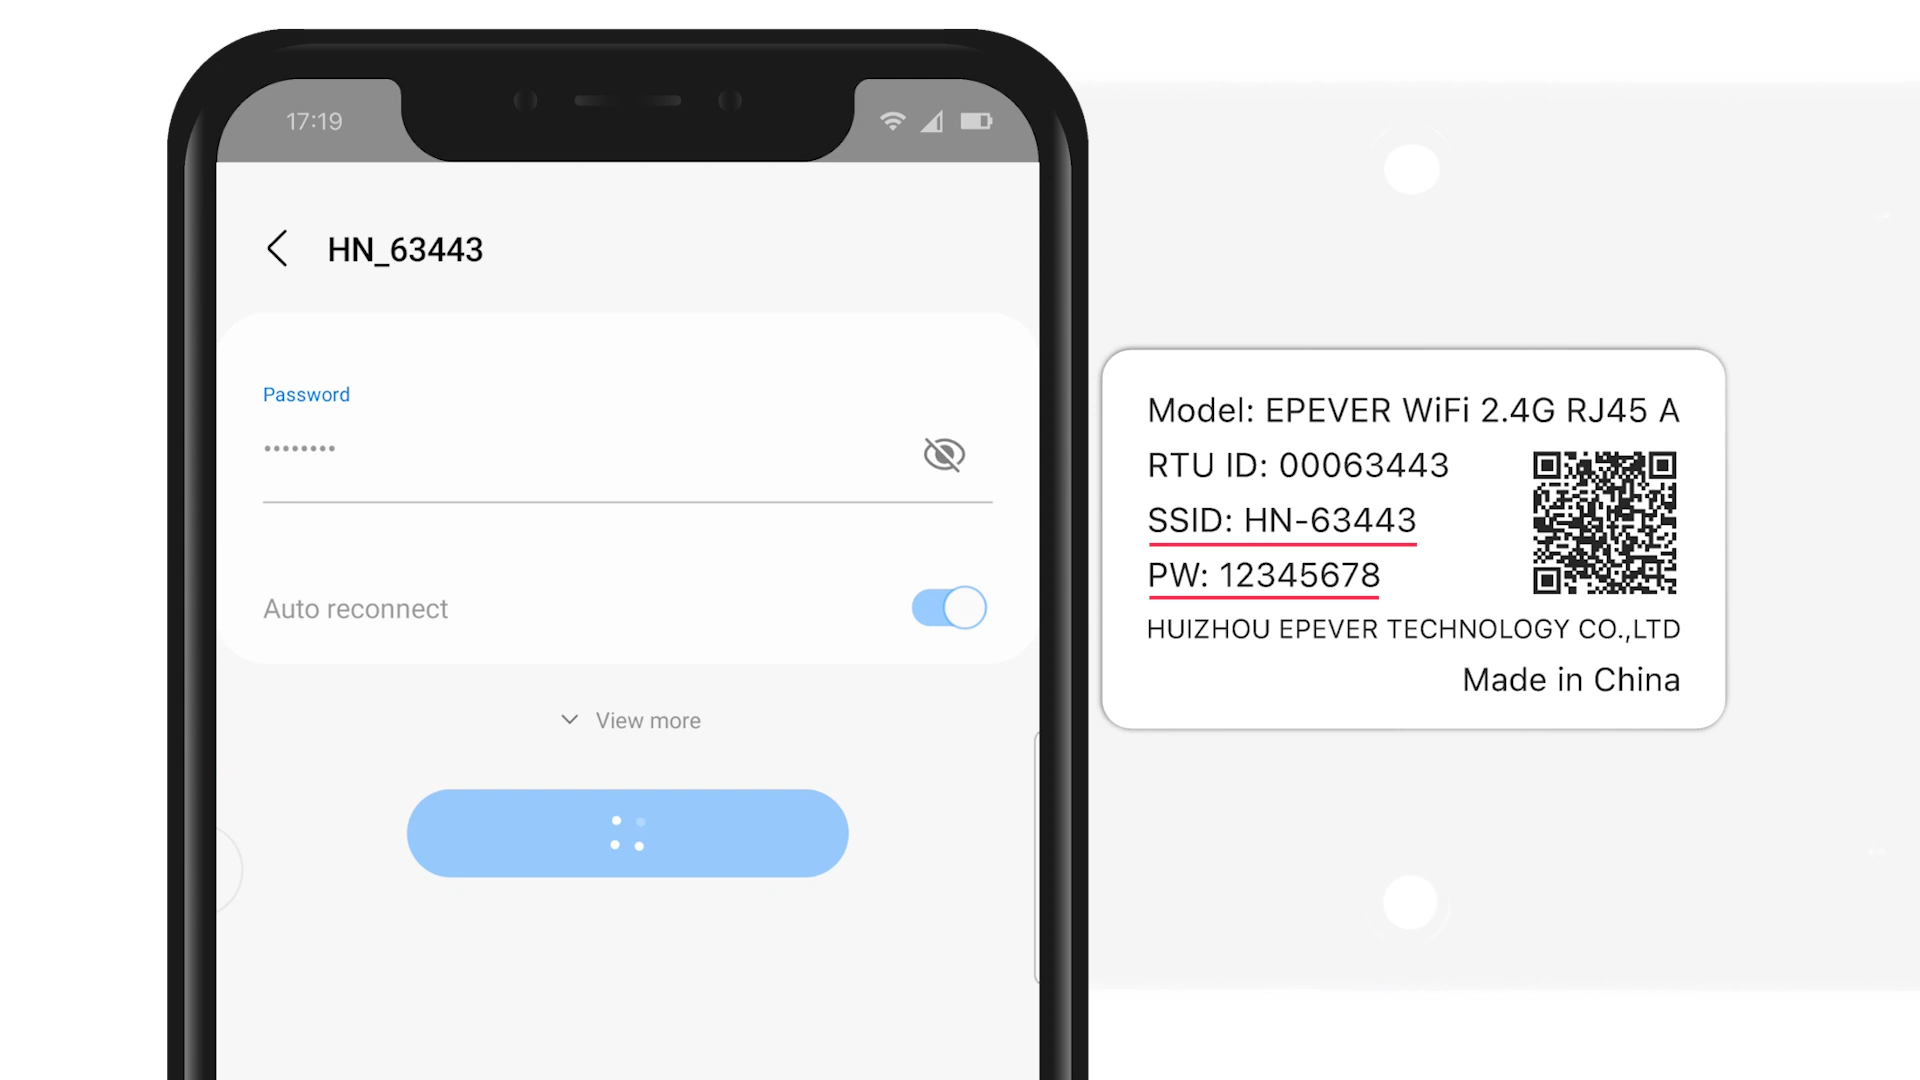 17:19
HN_63443
Password
••••••••
Auto reconnect
View more
Model: EPEVER WiFi 2.4G RJ45 A
RTU ID: 00063443
SSID: HN-63443
PW: 12345678
HUIZHOU EPEVER TECHNOLOGY CO.,LTD
Made in China